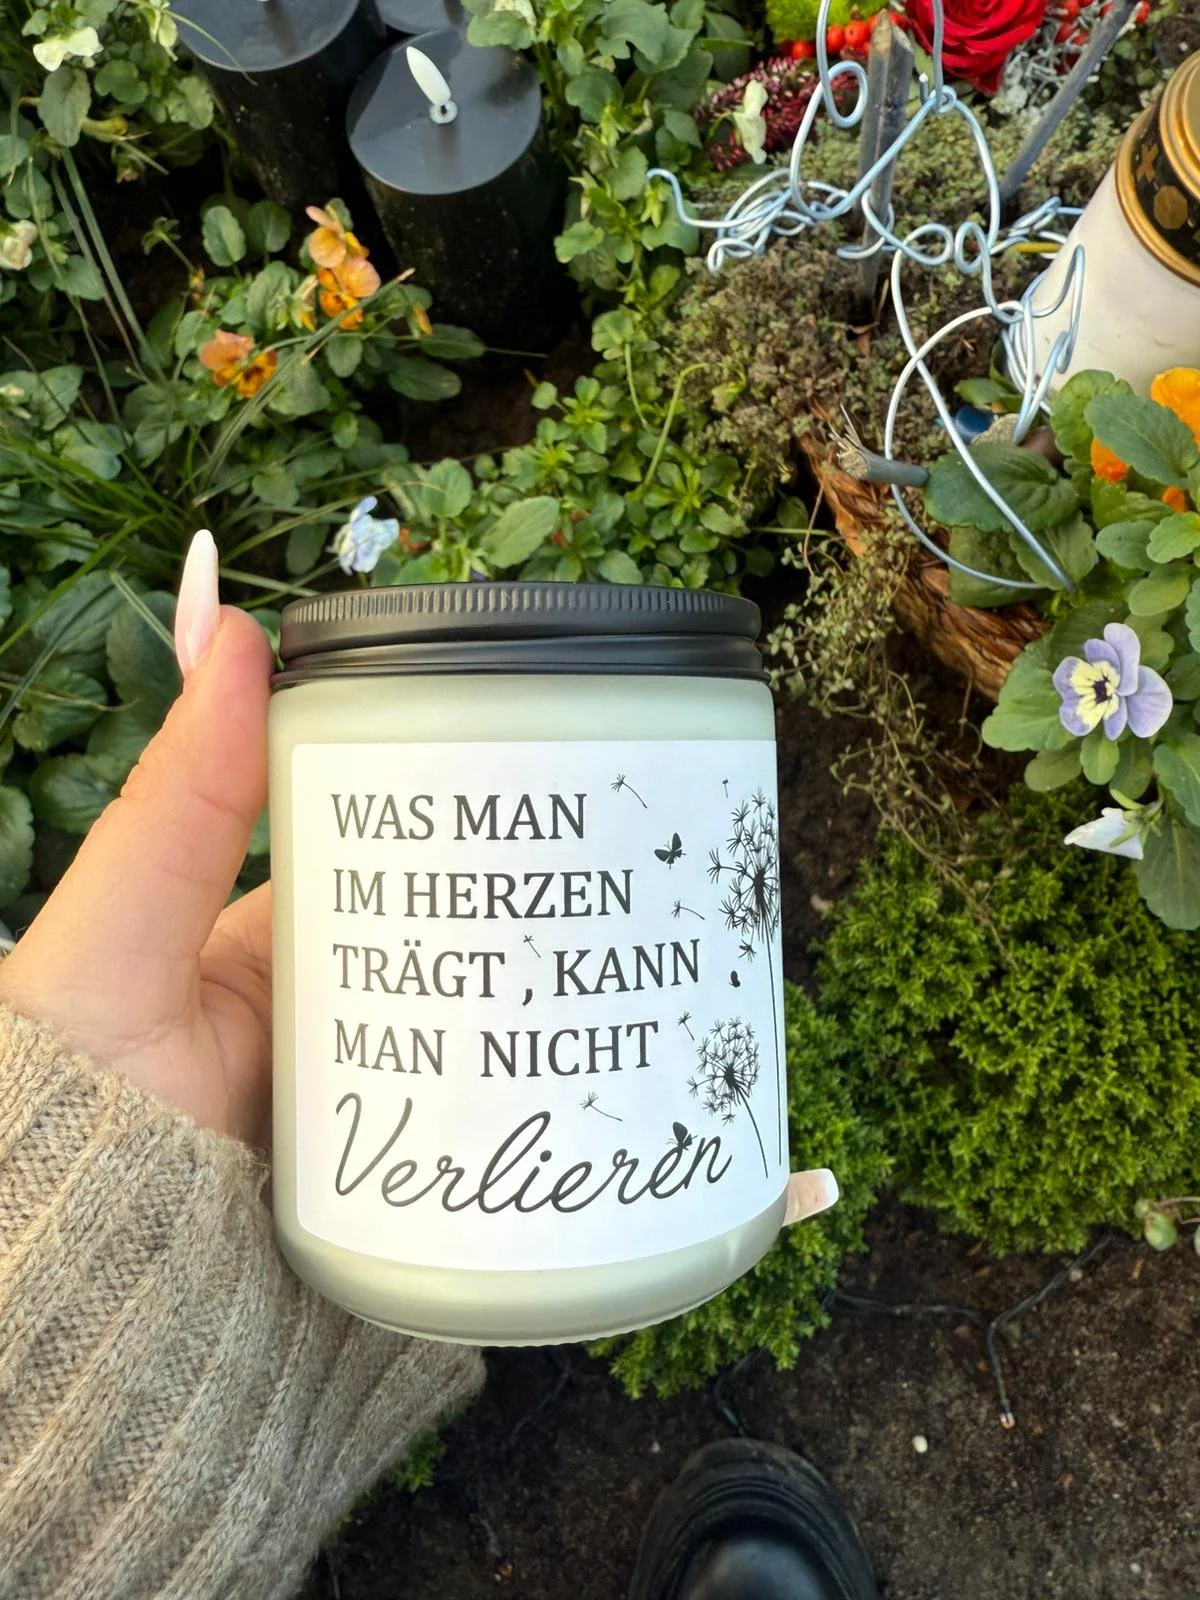 WAS MAN
IM HERZEN
TRÄGT , KANN
MAN NICHT
Verlieren